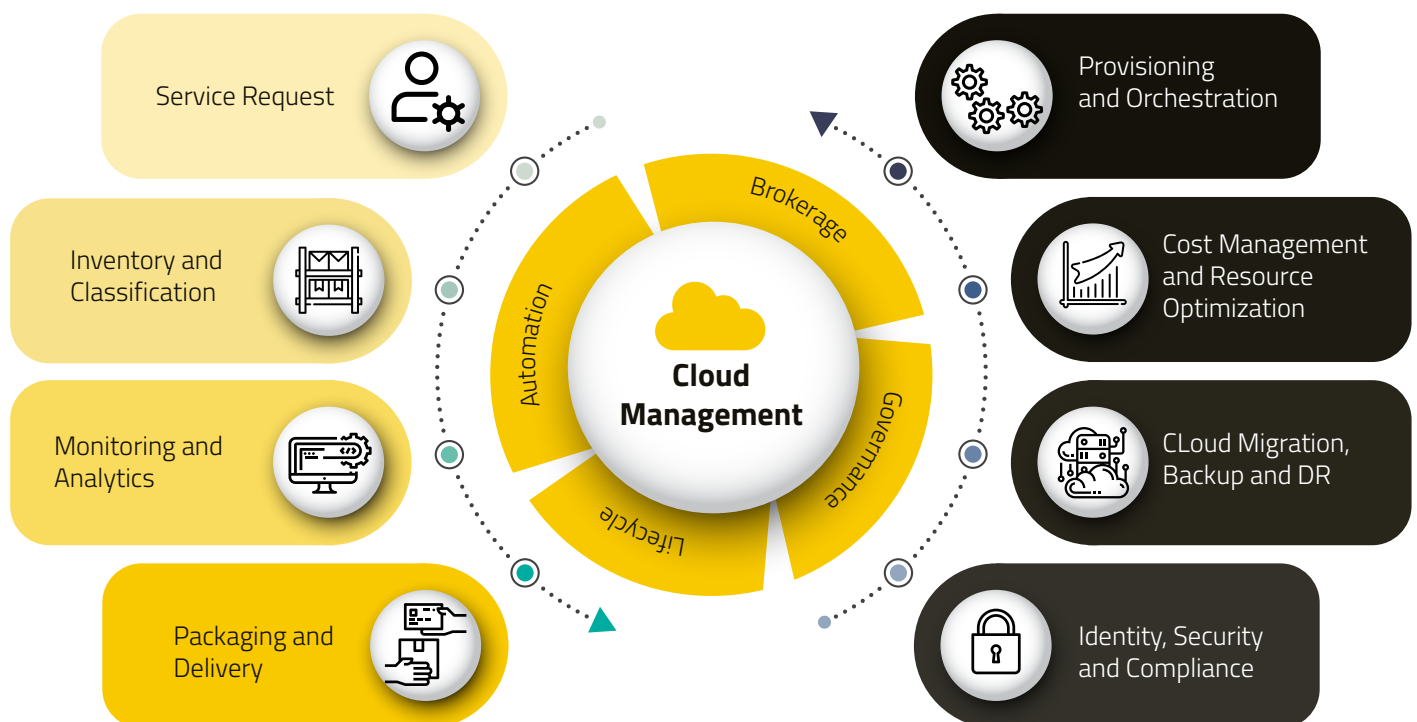 Service Request
Inventory and
Classification
Monitoring and
Analytics
Packaging and
Delivery
Automation
Brokerage
Govermance
Lifecycle
Cloud
Management
Provisioning
and Orchestration
Cost Management
and Resource
Optimization
CLoud Migration,
Backup and DR
Identity, Security
and Compliance